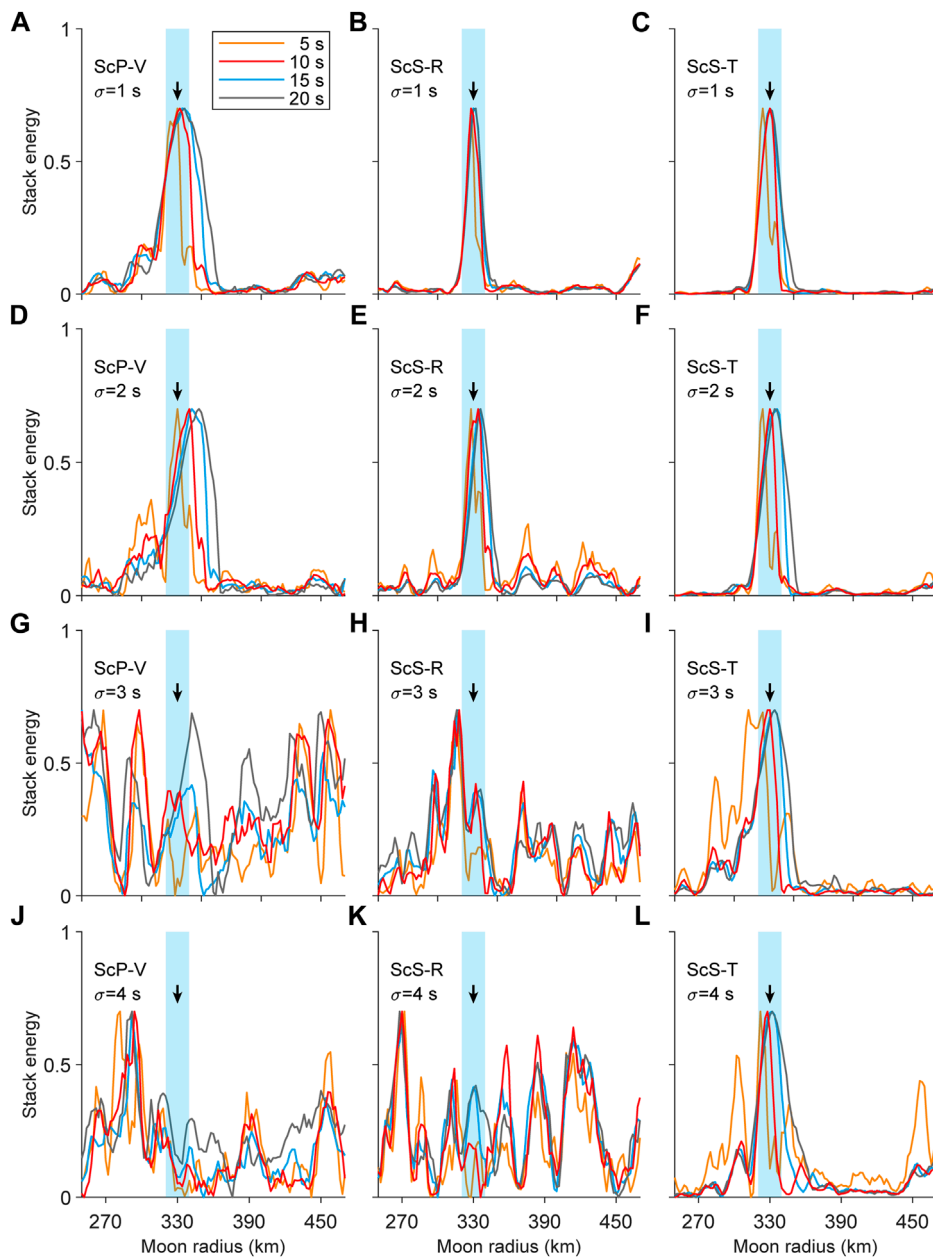 A
B
C
1
0.5
0
Stack energy
ScP-V
σ=1 s
5 s
10 s
15 s
20 s
ScS-R
σ=1 s
ScS-T
σ=1 s
D
E
F
1
0.5
0
Stack energy
ScP-V
σ=2 s
ScS-R
σ=2 s
ScS-T
σ=2 s
G
H
I
1
0.5
0
Stack energy
ScP-V
σ=3 s
ScS-R
σ=3 s
ScS-T
σ=3 s
J
K
L
1
0.5
0
Stack energy
ScP-V
σ=4 s
ScS-R
σ=4 s
ScS-T
σ=4 s
270 330 390 450
270 330 390 450
270 330 390 450
Moon radius (km)
Moon radius (km)
Moon radius (km)